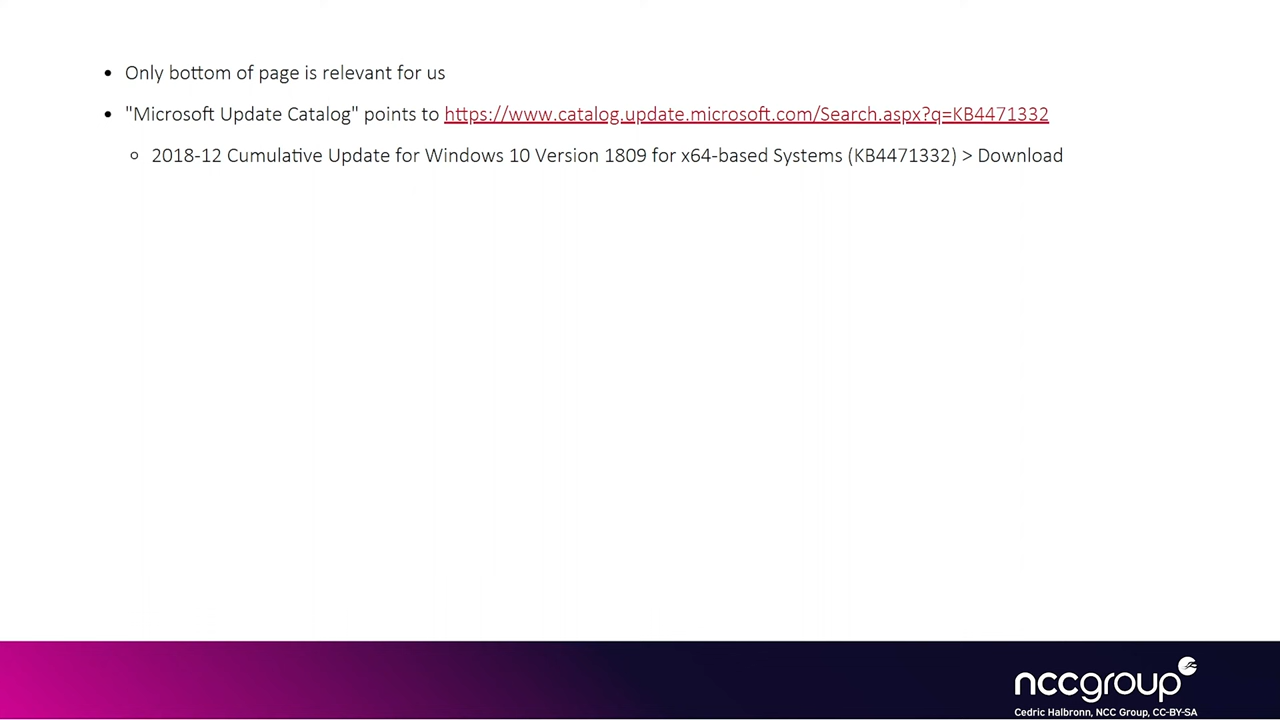 • Only bottom of page is relevant for us
• "Microsoft Update Catalog" points to https://www.catalog.update.microsoft.com/Search.aspx?q=KB4471332
○ 2018-12 Cumulative Update for Windows 10 Version 1809 for x64-based Systems (KB4471332) > Download
nccgroup
Cedric Halbronn, NCC Group, CC-BY-SA